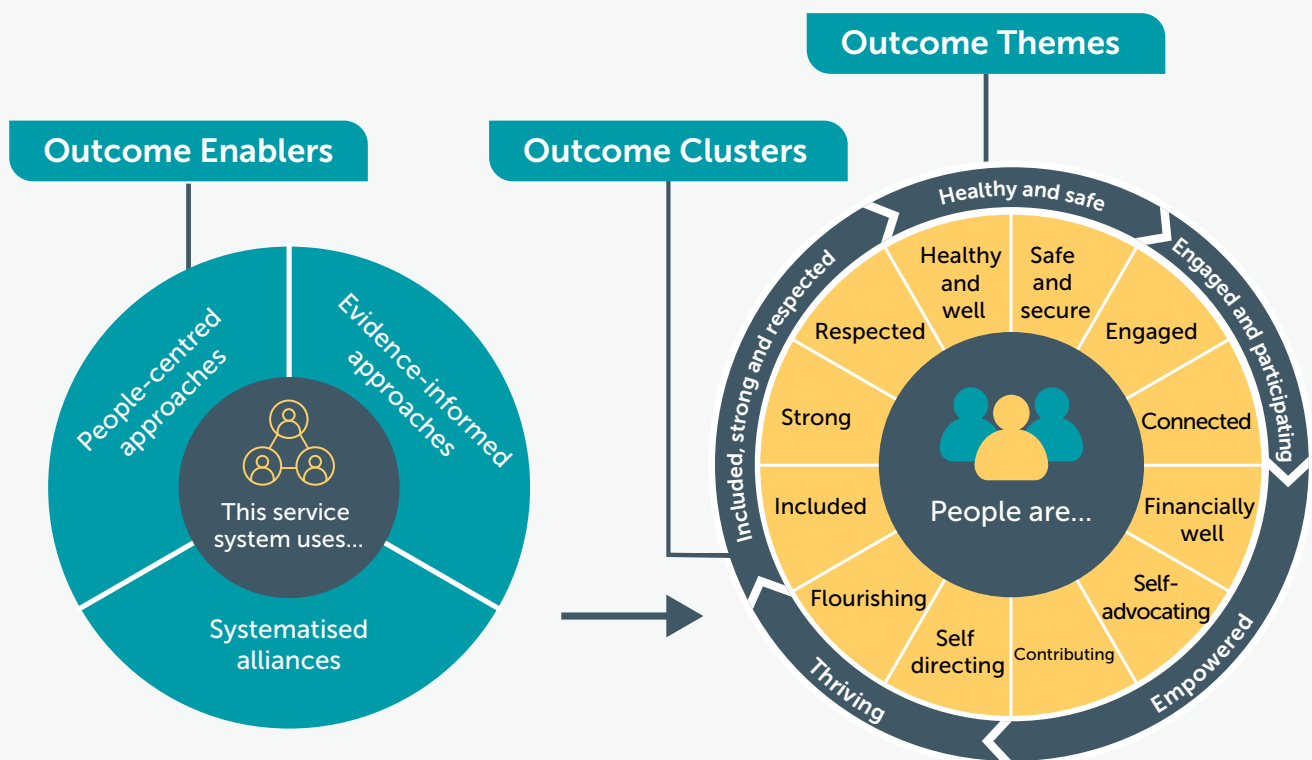 Outcome Themes
Outcome Enablers
Outcome Clusters
People-centred
approaches
Evidence-informed
approaches
This service
system uses...
Systematised
alliances
Healthy and safe
Engaged and participating
Empowered
Thriving
Included, strong and respected
Healthy
and
well
Safe
and
secure
Engaged
Connected
Financially
well
Self-
advocating
Contributing
Self
directing
Flourishing
Included
Strong
Respected
People are...